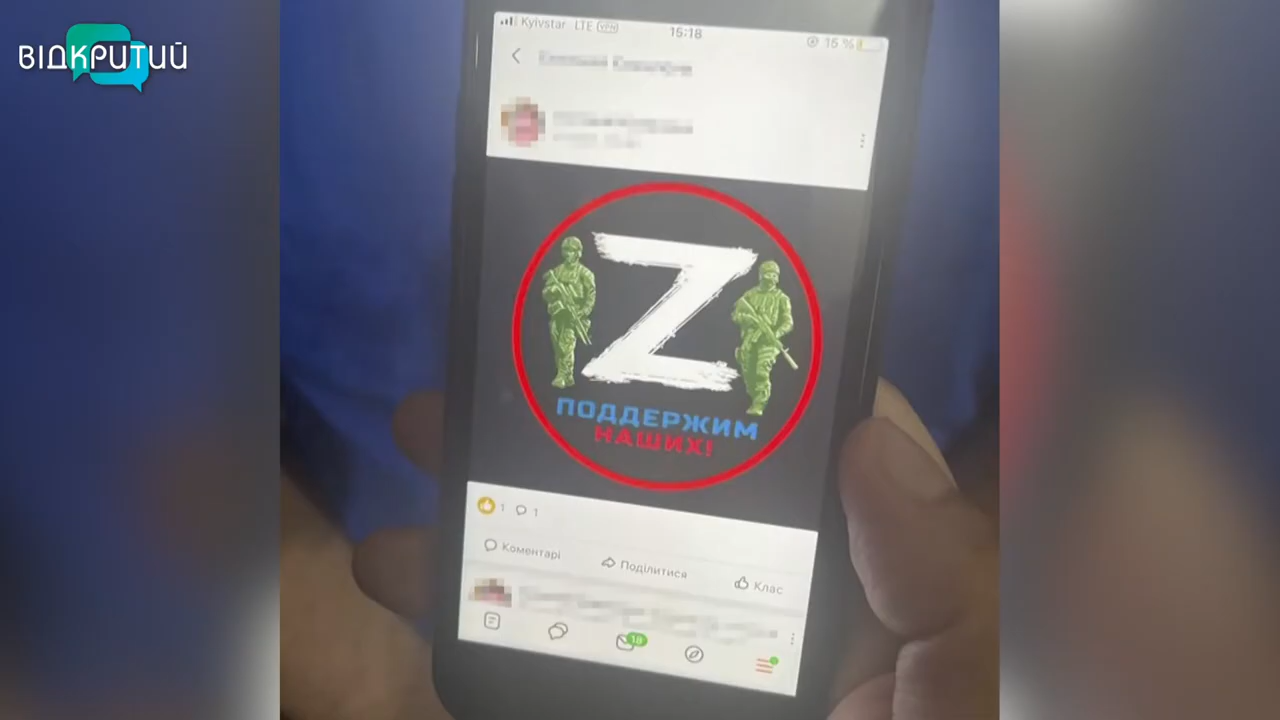 ВІДКРИТИЙ
Kyivstar LTE VPN
15:18
15 %
Z
ПОДДЕРЖИМ
НАШИХ!
1 1
Коментарі
Поділитися
Клас
18